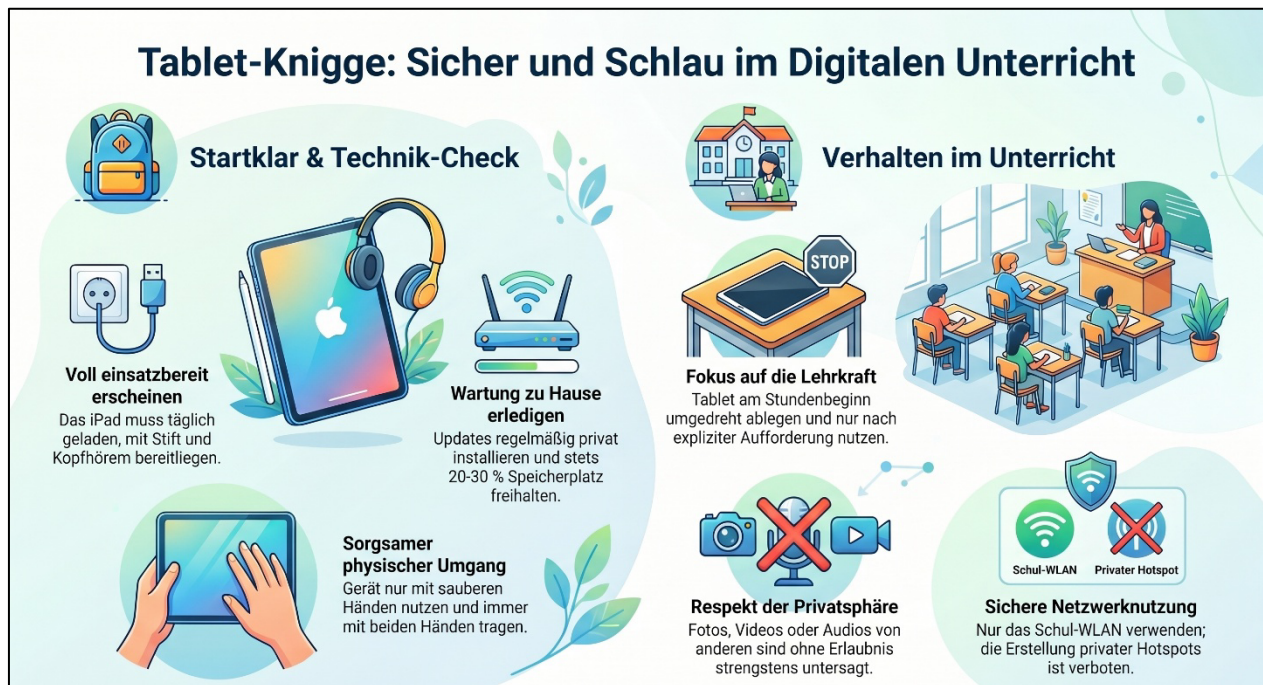 Tablet-Knigge: Sicher und Schlau im Digitalen Unterricht
Startklar & Technik-Check
Voll einsatzbereit
erscheinen
Das iPad muss täglich
geladen, mit Stift und
Kopfhörem bereitliegen.
Wartung zu Hause
erledigen
Updates regelmäßig privat
installieren und stets
20-30 % Speicherplatz
freihalten.
Sorgsamer
physischer Umgang
Gerät nur mit sauberen
Händen nutzen und immer
mit beiden Händen tragen.
Verhalten im Unterricht
STOP
Fokus auf die Lehrkraft
Tablet am Stundenbeginn
umgedreht ablegen und nur nach
expliziter Aufforderung nutzen.
Respekt der Privatsphäre
Fotos, Videos oder Audios von
anderen sind ohne Erlaubnis
strengstens untersagt.
Schul-WLAN
Privater Hotspot
Sichere Netzwerknutzung
Nur das Schul-WLAN verwenden;
die Erstellung privater Hotspots
ist verboten.